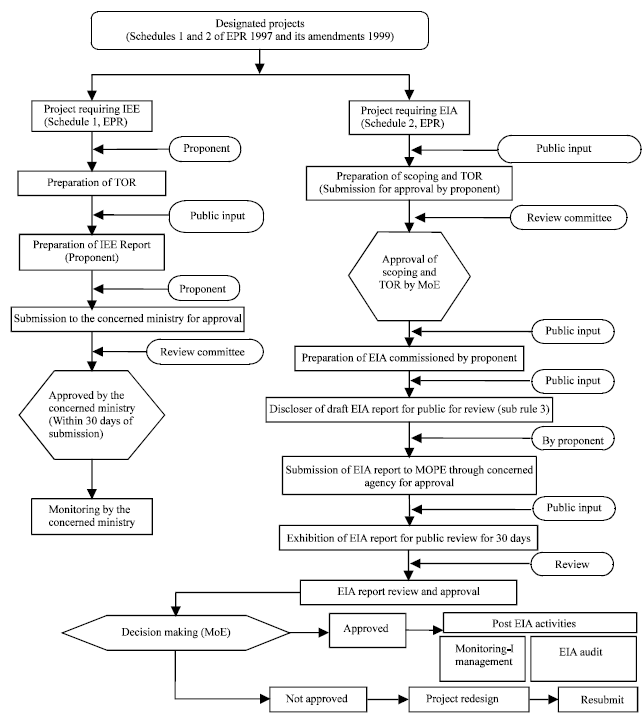 Designated projects
(Schedules 1 and 2 of EPR 1997 and its amendments 1999)
Project requiring IEE
(Schedule 1, EPR)
Proponent
Preparation of TOR
Public input
Preparation of IEE Report
(Proponent)
Proponent
Submission to the concerned ministry for approval
Review committee
Approved by the
concerned ministry
(Within 30 days of
submission)
Monitoring by the
concerned ministry
Project requiring EIA
(Schedule 2, EPR)
Public input
Preparation of scoping and TOR
(Submission for approval by proponent)
Review committee
Approval of
scoping and
TOR by MoE
Public input
Preparation of EIA commissioned by proponent
Public input
Discloser of draft EIA report for public for review (sub rule 3)
By proponent
Submission of EIA report to MOPE through concerned
agency for approval
Public input
Exhibition of EIA report for public review for 30 days
Review
EIA report review and approval
Decision making (MoE)
Approved
Post EIA activities
Monitoring-I
management
EIA audit
Not approved
Project redesign
Resubmit